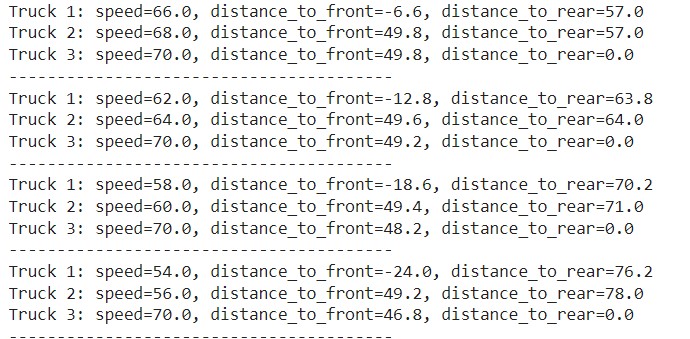 Truck 1: speed=66.0, distance_to_front=-6.6, distance_to_rear=57.0
Truck 2: speed=68.0, distance_to_front=49.8, distance_to_rear=57.0
Truck 3: speed=70.0, distance_to_front=49.8, distance_to_rear=0.0
----------------------------------------
Truck 1: speed=62.0, distance_to_front=-12.8, distance_to_rear=63.8
Truck 2: speed=64.0, distance_to_front=49.6, distance_to_rear=64.0
Truck 3: speed=70.0, distance_to_front=49.2, distance_to_rear=0.0
----------------------------------------
Truck 1: speed=58.0, distance_to_front=-18.6, distance_to_rear=70.2
Truck 2: speed=60.0, distance_to_front=49.4, distance_to_rear=71.0
Truck 3: speed=70.0, distance_to_front=48.2, distance_to_rear=0.0
----------------------------------------
Truck 1: speed=54.0, distance_to_front=-24.0, distance_to_rear=76.2
Truck 2: speed=56.0, distance_to_front=49.2, distance_to_rear=78.0
Truck 3: speed=70.0, distance_to_front=46.8, distance_to_rear=0.0
----------------------------------------